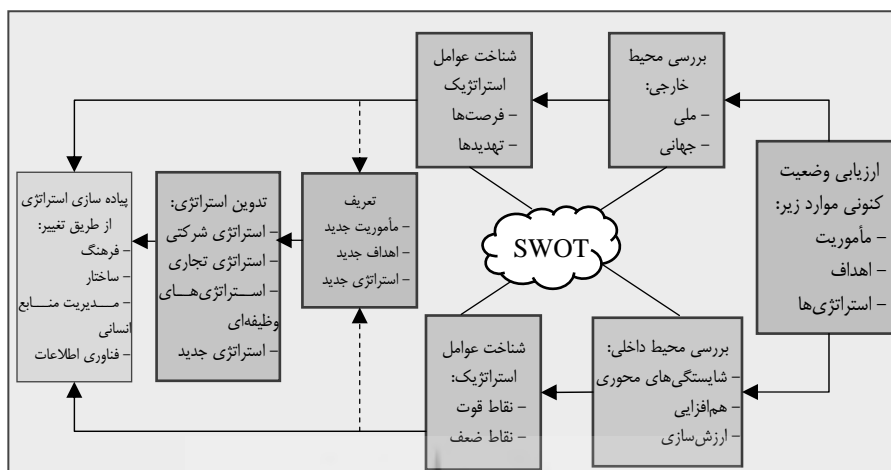 ارزیابی وضعیت
کنونی موارد زیر:
– مأموریت
– اهداف
– استراتژی‌ها
بررسی محیط
خارجی:
– ملی
– جهانی
شناخت عوامل
استراتژیک
– فرصت‌ها
– تهدیدها
SWOT
بررسی محیط داخلی:
– شایستگی‌های محوری
– هم‌افزایی
– ارزش‌سازی
شناخت عوامل
استراتژیک:
– نقاط قوت
– نقاط ضعف
تعریف
– مأموریت جدید
– اهداف جدید
– استراتژی جدید
تدوین استراتژی:
– استراتژی شرکتی
– استراتژی تجاری
– استراتژی‌های
وظیفه‌ای
– استراتژی جدید
پیاده سازی استراتژی
از طریق تغییر:
– فرهنگ
– ساختار
– مدیریت منابع
انسانی
– فناوری اطلاعات